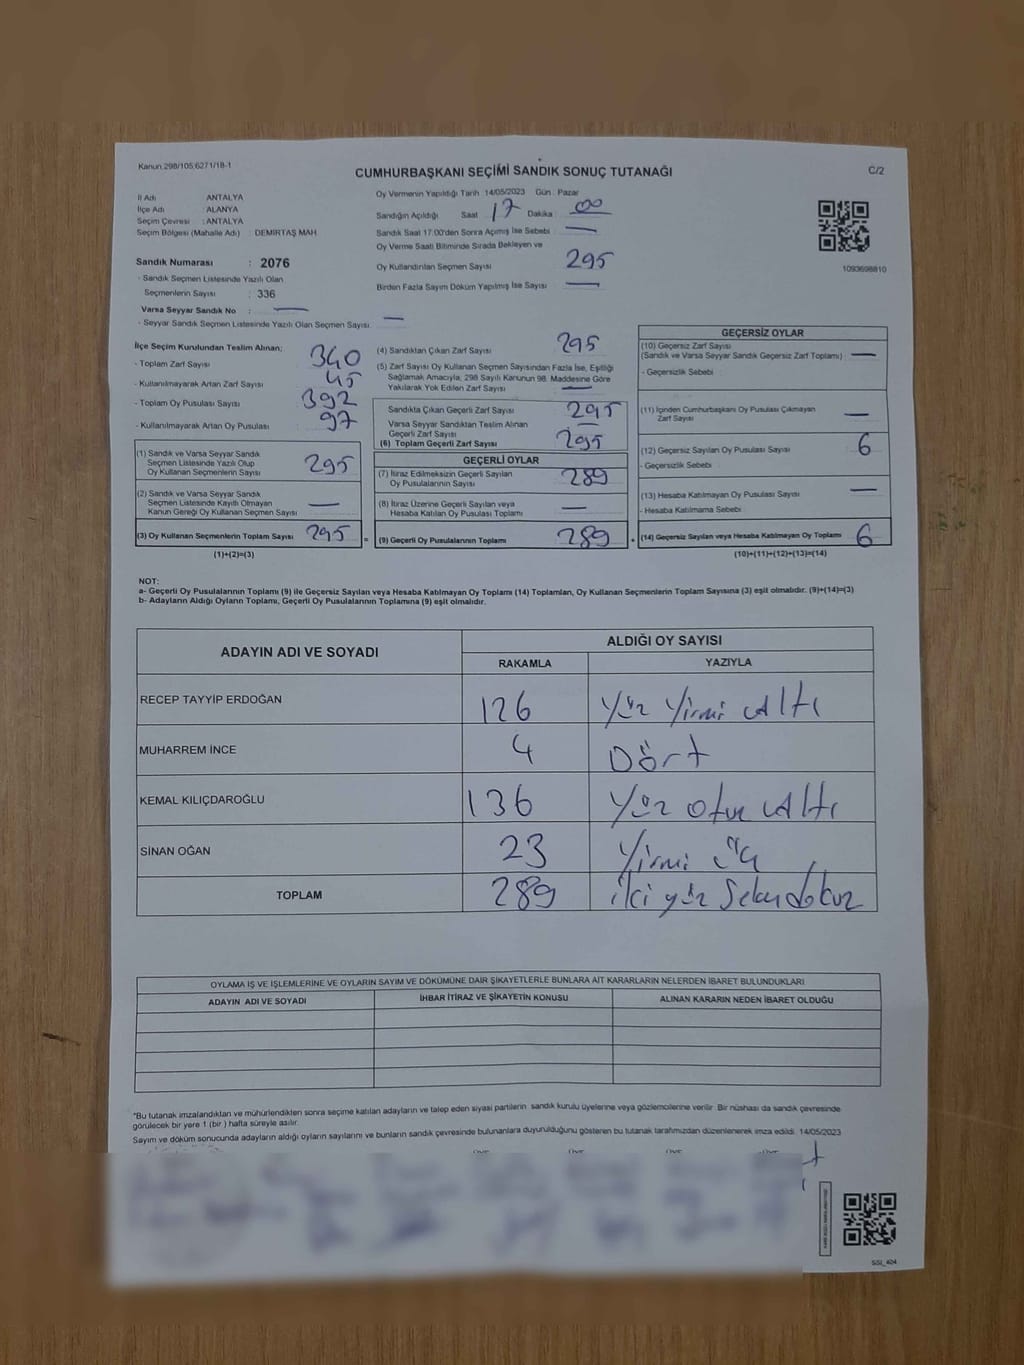 Kanun 298/105;6271/18-1
CUMHURBAŞKANI SEÇİMİ SANDIK SONUÇ TUTANAĞI
C/2
İl Adı : ANTALYA
İlçe Adı : ALANYA
Seçim Çevresi : ANTALYA
Seçim Bölgesi (Mahalle Adı) : DEMİRTAŞ MAH
Sandık Numarası : 2076
- Sandık Seçmen Listesinde Yazılı Olan
Seçmenlerin Sayısı : 336
Varsa Seyyar Sandık No : —
- Seyyar Sandık Seçmen Listesinde Yazılı Olan Seçmen Sayısı: —
Oy Vermenin Yapıldığı Tarih 14/05/2023 Gün : Pazar
Sandığın Açıldığı Saat 17 Dakika : 00
Sandık Saat 17:00'den Sonra Açımış İse Sebebi : —
Oy Verme Saati Bitiminde Sırada Bekleyen ve
Oy Kullandırılan Seçmen Sayısı 295
Birden Fazla Sayım Döküm Yapılmış İse Sayısı —
1093698810
İlçe Seçim Kurulundan Teslim Alınan;
- Toplam Zarf Sayısı 340
- Kullanılmayarak Artan Zarf Sayısı 45
- Toplam Oy Pusulası Sayısı 392
- Kullanılmayarak Artan Oy Pusulası 97
(1) Sandık ve Varsa Seyyar Sandık
Seçmen Listesinde Yazılı Olup
Oy Kullanan Seçmenlerin Sayısı 295
(2) Sandık ve Varsa Seyyar Sandık
Seçmen Listesinde Kayıtlı Olmayan
Kanun Gereği Oy Kullanan Seçmen Sayısı —
(3) Oy Kullanan Seçmenlerin Toplam Sayısı 295 =
(1)+(2)=(3)
(4) Sandıktan Çıkan Zarf Sayısı 295
(5) Zarf Sayısı Oy Kullanan Seçmen Sayısından Fazla İse, Eşitliği
Sağlamak Amacıyla, 298 Sayılı Kanunun 98. Maddesine Göre
Yakılarak Yok Edilen Zarf Sayısı —
Sandıkta Çıkan Geçerli Zarf Sayısı 295
Varsa Seyyar Sandıktan Teslim Alınan
Geçerli Zarf Sayısı —
(6) Toplam Geçerli Zarf Sayısı 295
GEÇERLİ OYLAR
(7) İtiraz Edilmeksizin Geçerli Sayılan
Oy Pusulalarının Sayısı 289
(8) İtiraz Üzerine Geçerli Sayılan veya
Hesaba Katılan Oy Pusulası Toplamı —
(9) Geçerli Oy Pusulalarının Toplamı 289 +
GEÇERSİZ OYLAR
(10) Geçersiz Zarf Sayısı
(Sandık ve Varsa Seyyar Sandık Geçersiz Zarf Toplamı) —
- Geçersizlik Sebebi :
(11) İçinden Cumhurbaşkanı Oy Pusulası Çıkmayan
Zarf Sayısı —
(12) Geçersiz Sayılan Oy Pusulası Sayısı 6
- Geçersizlik Sebebi :
(13) Hesaba Katılmayan Oy Pusulası Sayısı —
- Hesaba Katılmama Sebebi :
(14) Geçersiz Sayılan veya Hesaba Katılmayan Oy Toplamı 6
(10)+(11)+(12)+(13)=(14)
NOT:
a- Geçerli Oy Pusulalarının Toplamı (9) ile Geçersiz Sayılan veya Hesaba Katılmayan Oy Toplamı (14) Toplamları, Oy Kullanan Seçmenlerin Toplam Sayısına (3) eşit olmalıdır. (9)+(14)=(3)
b- Adayların Aldığı Oyların Toplamı, Geçerli Oy Pusulalarının Toplamına (9) eşit olmalıdır.
ADAYIN ADI VE SOYADI
ALDIĞI OY SAYISI
RAKAMLA YAZIYLA
RECEP TAYYİP ERDOĞAN 126 Yüz Yirmi Altı
MUHARREM İNCE 4 Dört
KEMAL KILIÇDAROĞLU 136 Yüz otuz Altı
SİNAN OĞAN 23 Yirmi üç
TOPLAM 289 iki yüz Seksendokuz
OYLAMA İŞ VE İŞLEMLERİNE VE OYLARIN SAYIM VE DÖKÜMÜNE DAİR ŞİKAYETLERLE BUNLARA AİT KARARLARIN NELERDEN İBARET BULUNDUKLARI
ADAYIN ADI VE SOYADI İHBAR İTİRAZ VE ŞİKAYETİN KONUSU ALINAN KARARIN NEDEN İBARET OLDUĞU
*Bu tutanak imzalandıktan ve mühürlendikten sonra seçime katılan adayların ve talep eden siyasi partilerin sandık kurulu üyelerine veya gözlemcilerine verilir. Bir nüshası da sandık çevresinde
görülecek bir yere 1 (bir) hafta süreyle asılır.
Sayım ve döküm sonucunda adayların aldığı oyların sayılarını ve bunların sandık çevresinde bulunanlara duyurulduğunu gösteren bu tutanak tarafımızdan düzenlenerek imza edildi. 14/05/2023
SSI_404